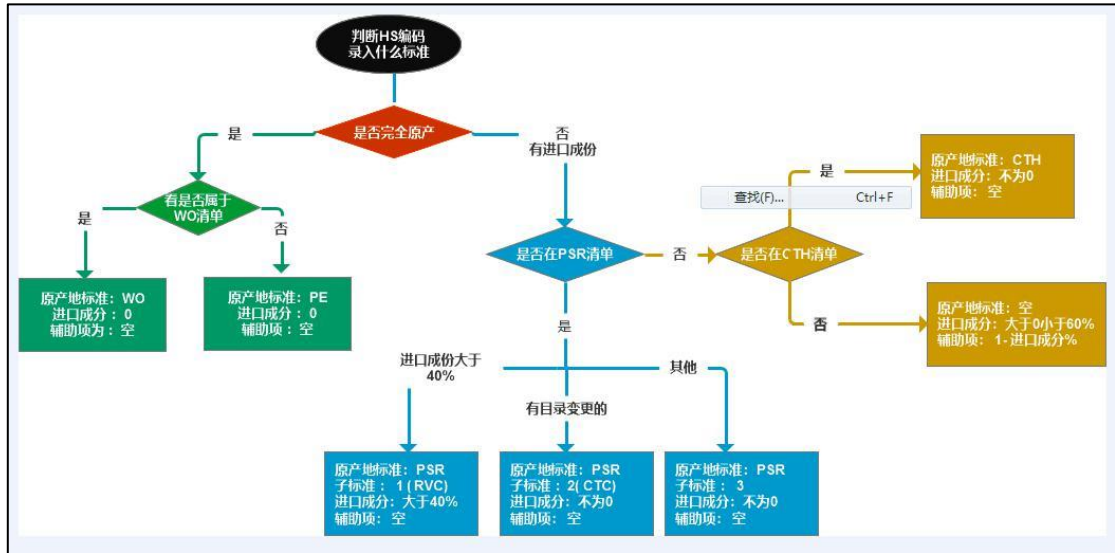 判断HS编码
录入什么标准
是否完全原产
是
否
有进口成份
看是否属于
WO清单
是
否
原产地标准：WO
进口成分：0
辅助项为：空
原产地标准：PE
进口成分：0
辅助项：空
是否在PSR清单
否
是否在CTH清单
是
查找(F)...
Ctrl+F
原产地标准：CTH
进口成分：不为0
辅助项：空
否
原产地标准：空
进口成分：大于0小于60%
辅助项：1-进口成分%
是
进口成份大于
40%
有目录变更的
其他
原产地标准：PSR
子标准：1(RVC)
进口成分：大于40%
辅助项：空
原产地标准：PSR
子标准：2(CTC)
进口成分：不为0
辅助项：空
原产地标准：PSR
子标准：3
进口成分：不为0
辅助项：空